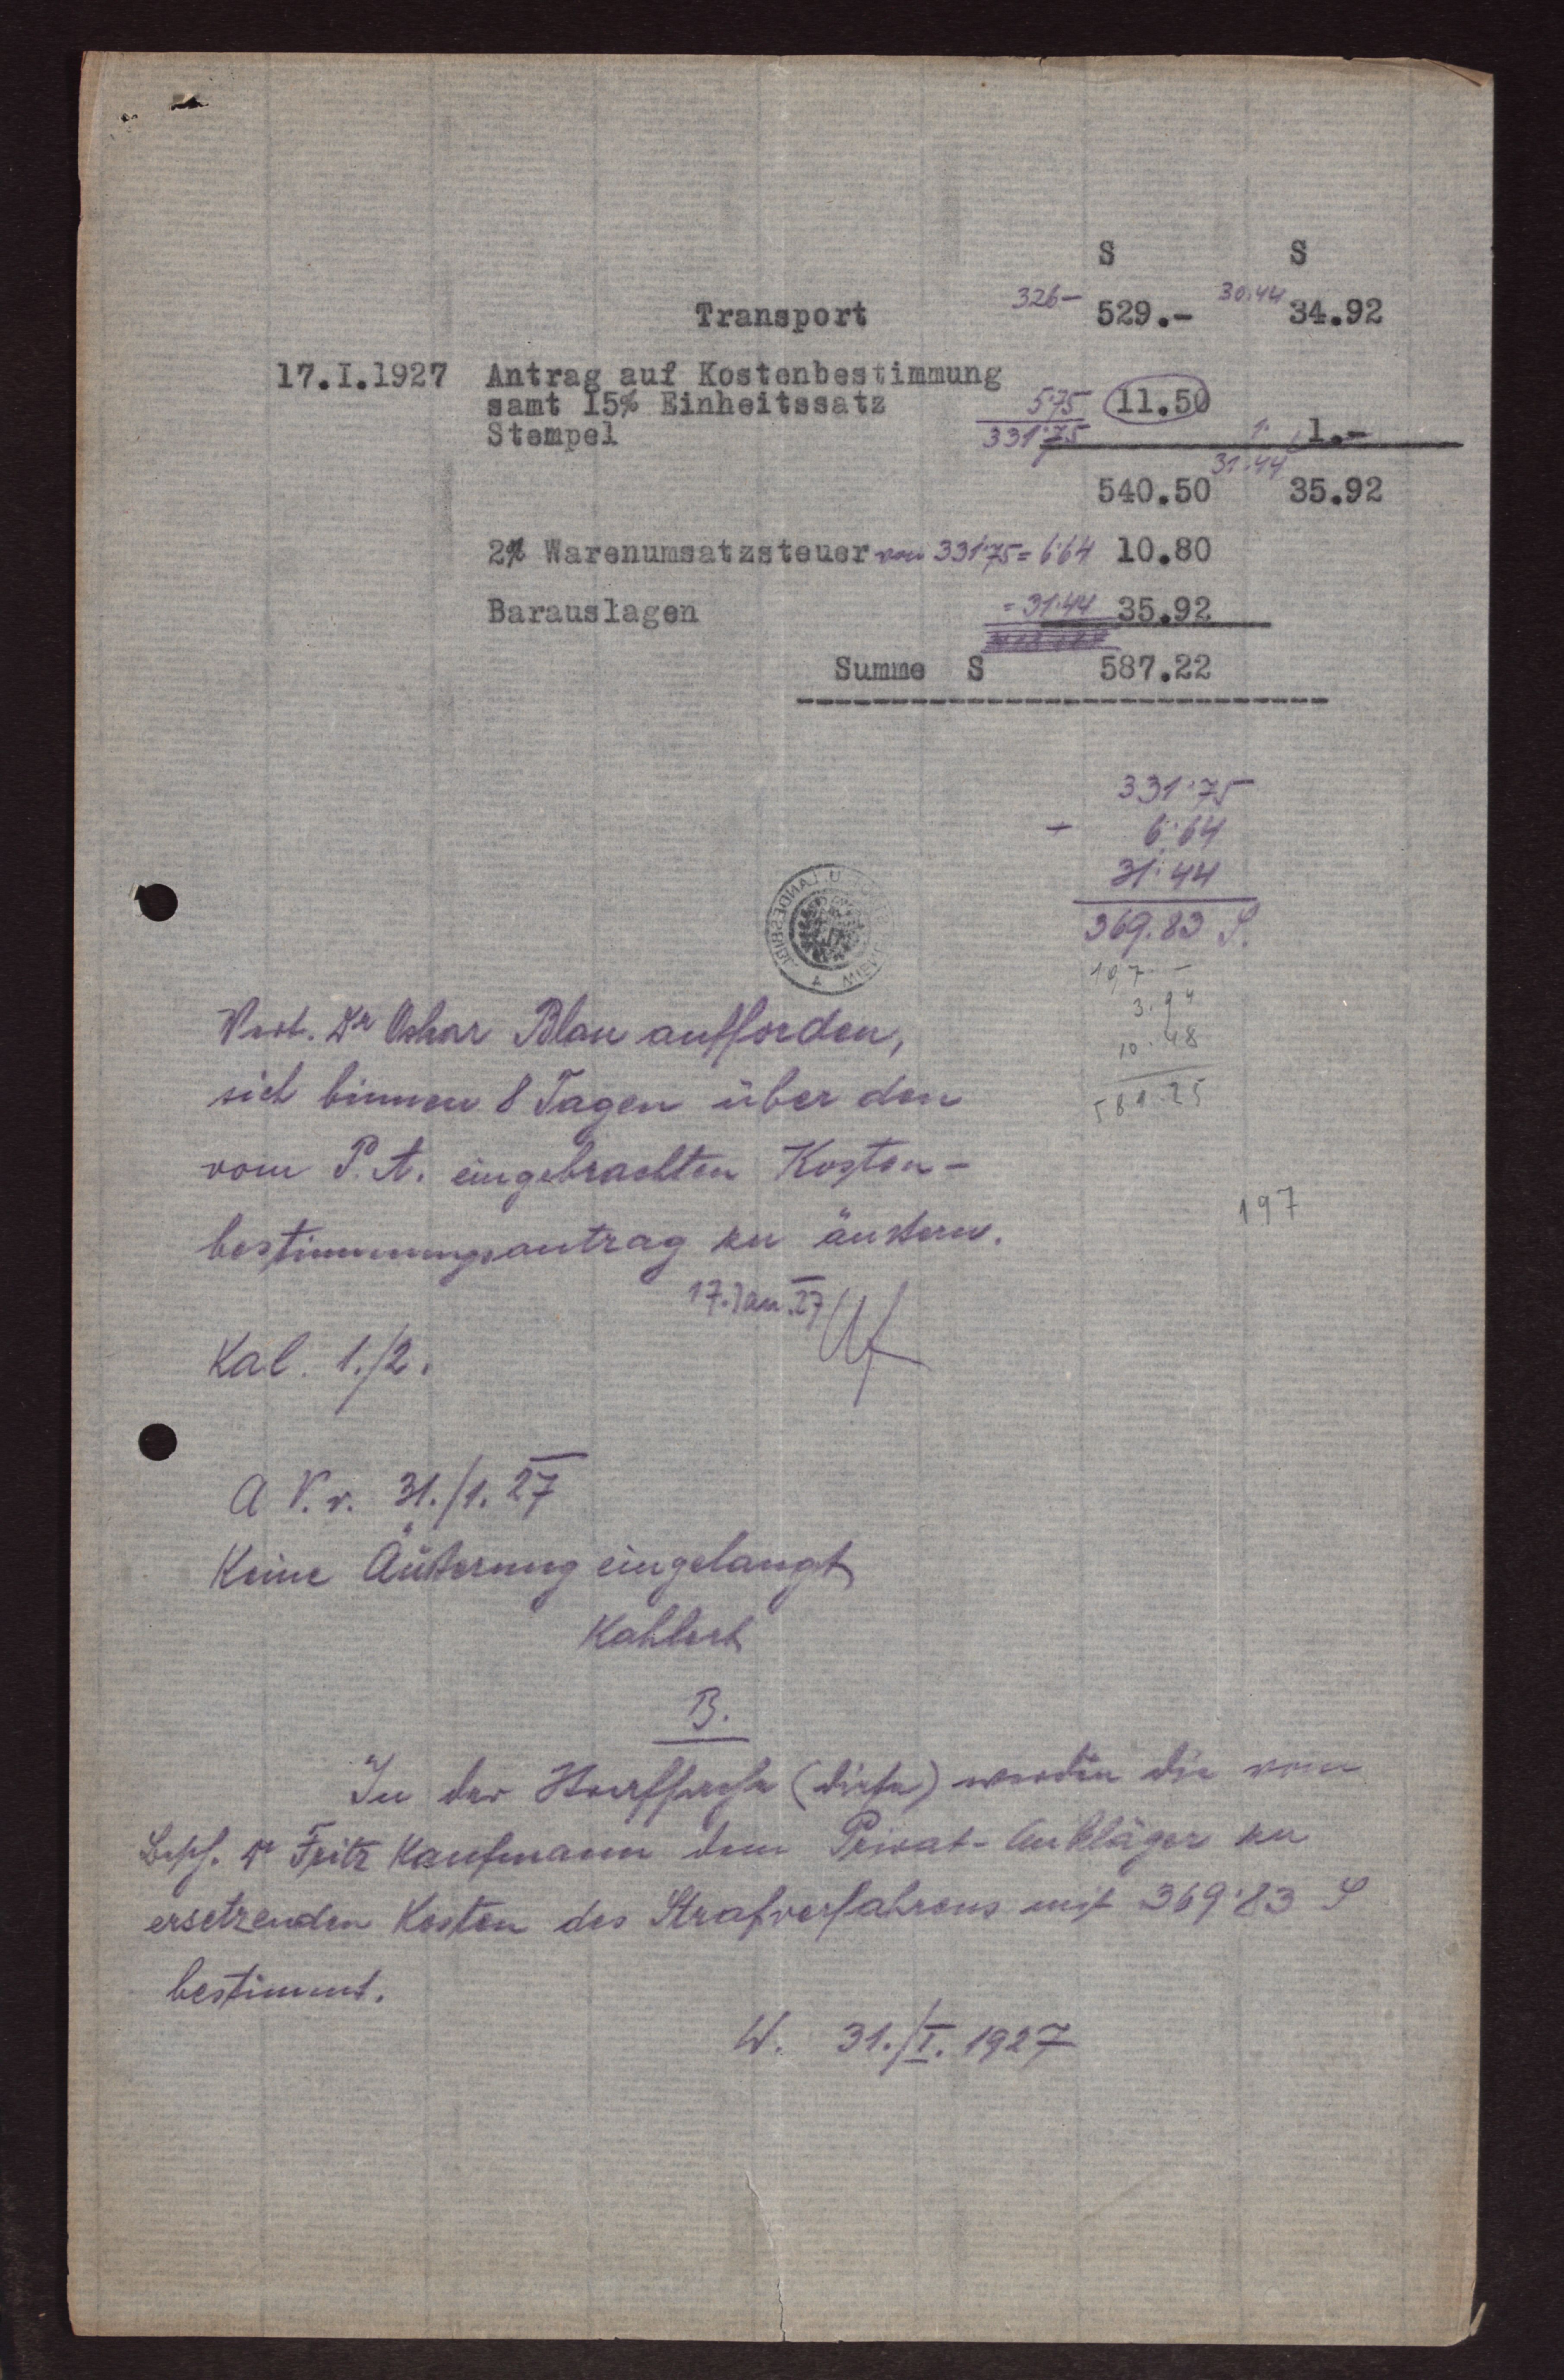 S S
Transport 326– 529.– 30.44 34.92
17.I.1927 Antrag auf Kostenbestimmung
samt 15% Einheitssatz 5.75 11.50
Stempel 331.75 1. 1.–
540.50 31.44 35.92
2% Warenumsatzsteuer von 331.75 = 6.64 10.80
Barauslagen = 31.44 35.92
Summe S 587.22
331.75
+ 6.64
31.44
369.83 S.
197 –
3.94
10.48
581.25
197
Vert. Dr Oskar Blau auffordern,
sich binnen 8 Tagen über den
vom P. A. eingebrachten Kosten-
bestimmungsantrag zu äußern.
17. Jan. 27
Kal. 1./2.
A V. v. 31./1. 27
Keine Äußerung eingelangt
B.
In der Strafsache (dieselbe) werden die vom
Besch. Dr Fritz Kaufmann dem Privat-Ankläger zu
ersetzenden Kosten des Strafverfahrens mit 369.83 S
bestimmt.
W. 31./I. 1927